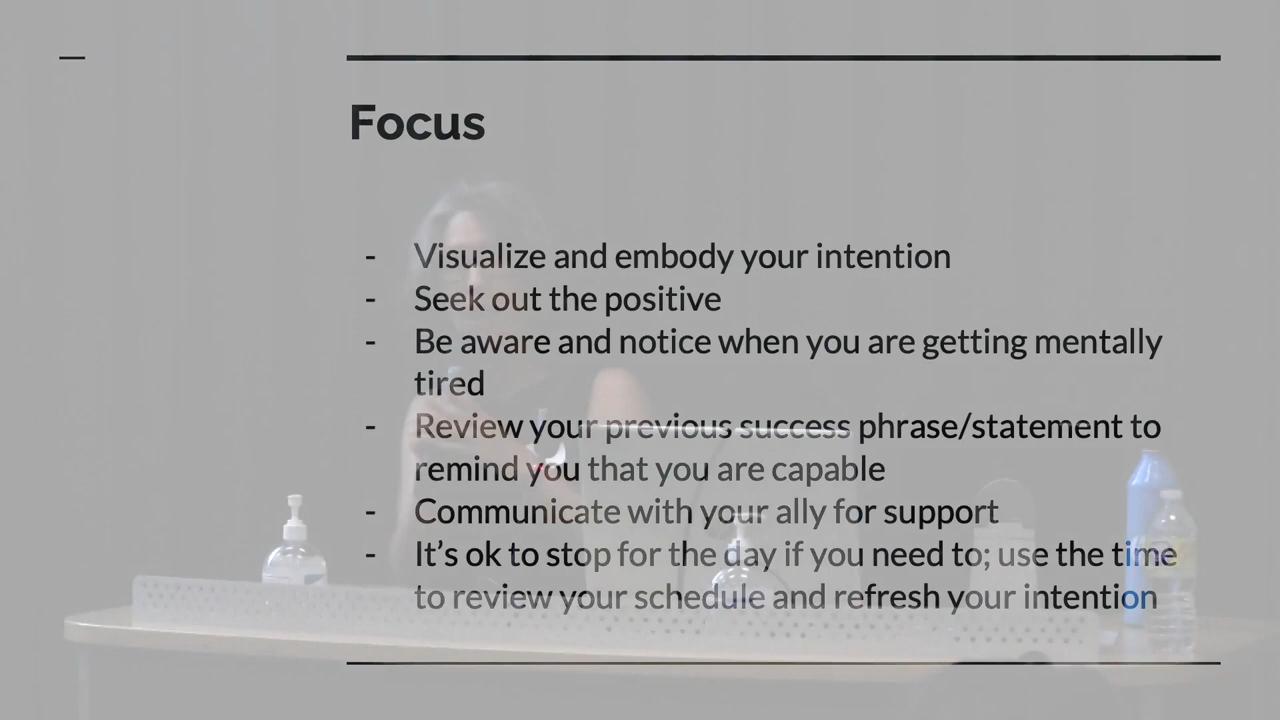 Focus
- Visualize and embody your intention
- Seek out the positive
- Be aware and notice when you are getting mentally
tired
- Review your previous success phrase/statement to
remind you that you are capable
- Communicate with your ally for support
- It’s ok to stop for the day if you need to; use the time
to review your schedule and refresh your intention